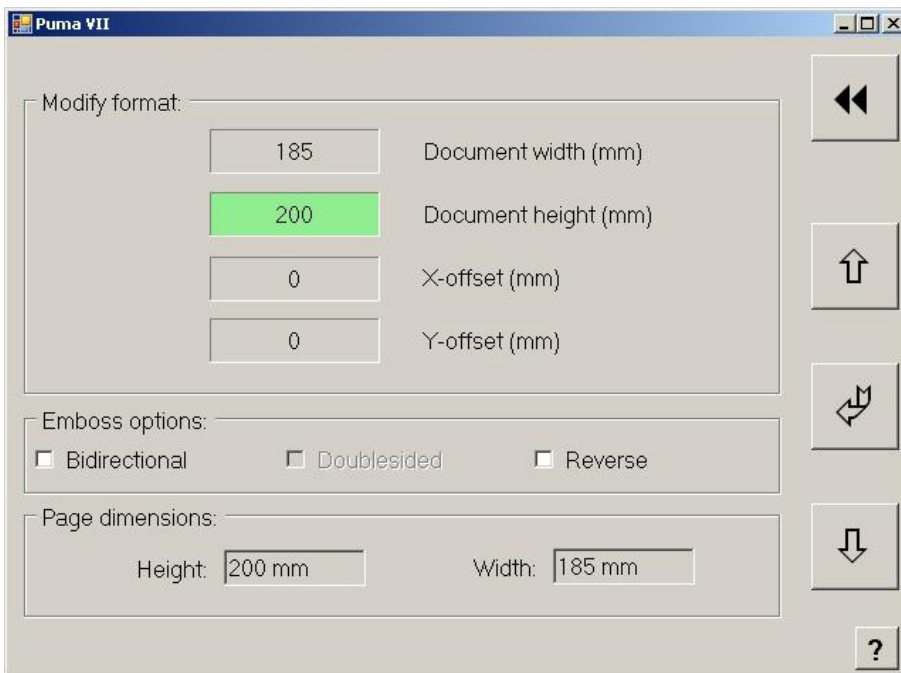 Puma VII
Modify format:
185 Document width (mm)
200 Document height (mm)
0 X-offset (mm)
0 Y-offset (mm)
Emboss options:
Bidirectional Doublesided Reverse
Page dimensions:
Height: 200 mm Width: 185 mm
?